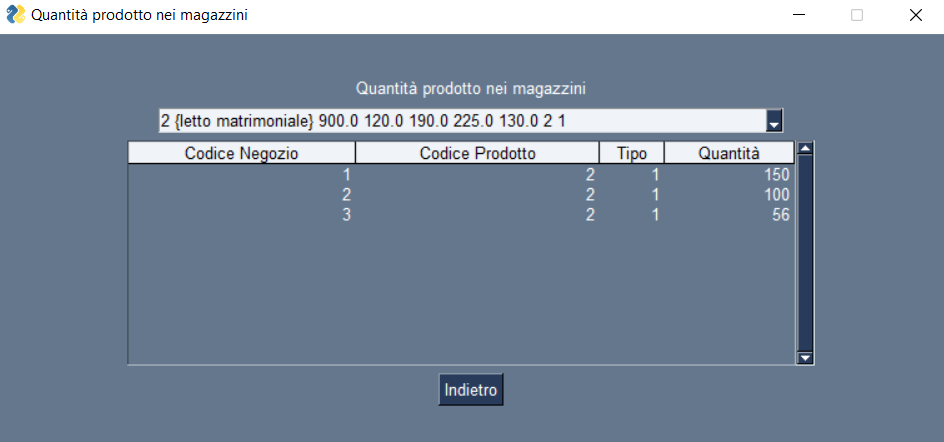 Quantità prodotto nei magazzini
Quantità prodotto nei magazzini
2 {letto matrimoniale} 900.0 120.0 190.0 225.0 130.0 2 1
Codice Negozio Codice Prodotto Tipo Quantità
1 2 1 150
2 2 1 100
3 2 1 56
Indietro